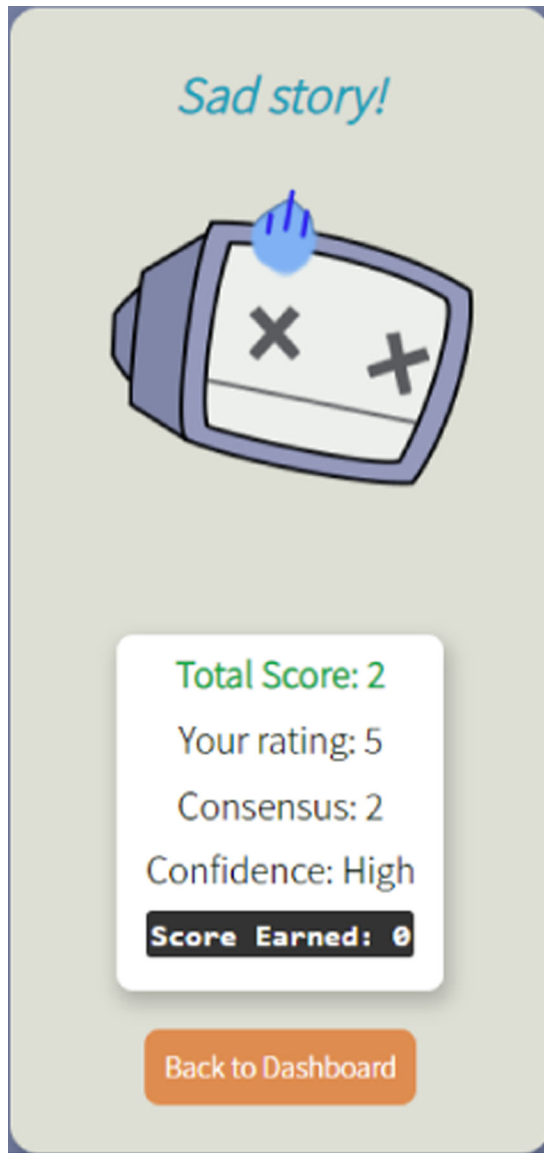 Sad story!
Total Score: 2
Your rating: 5
Consensus: 2
Confidence: High
Score Earned: 0
Back to Dashboard